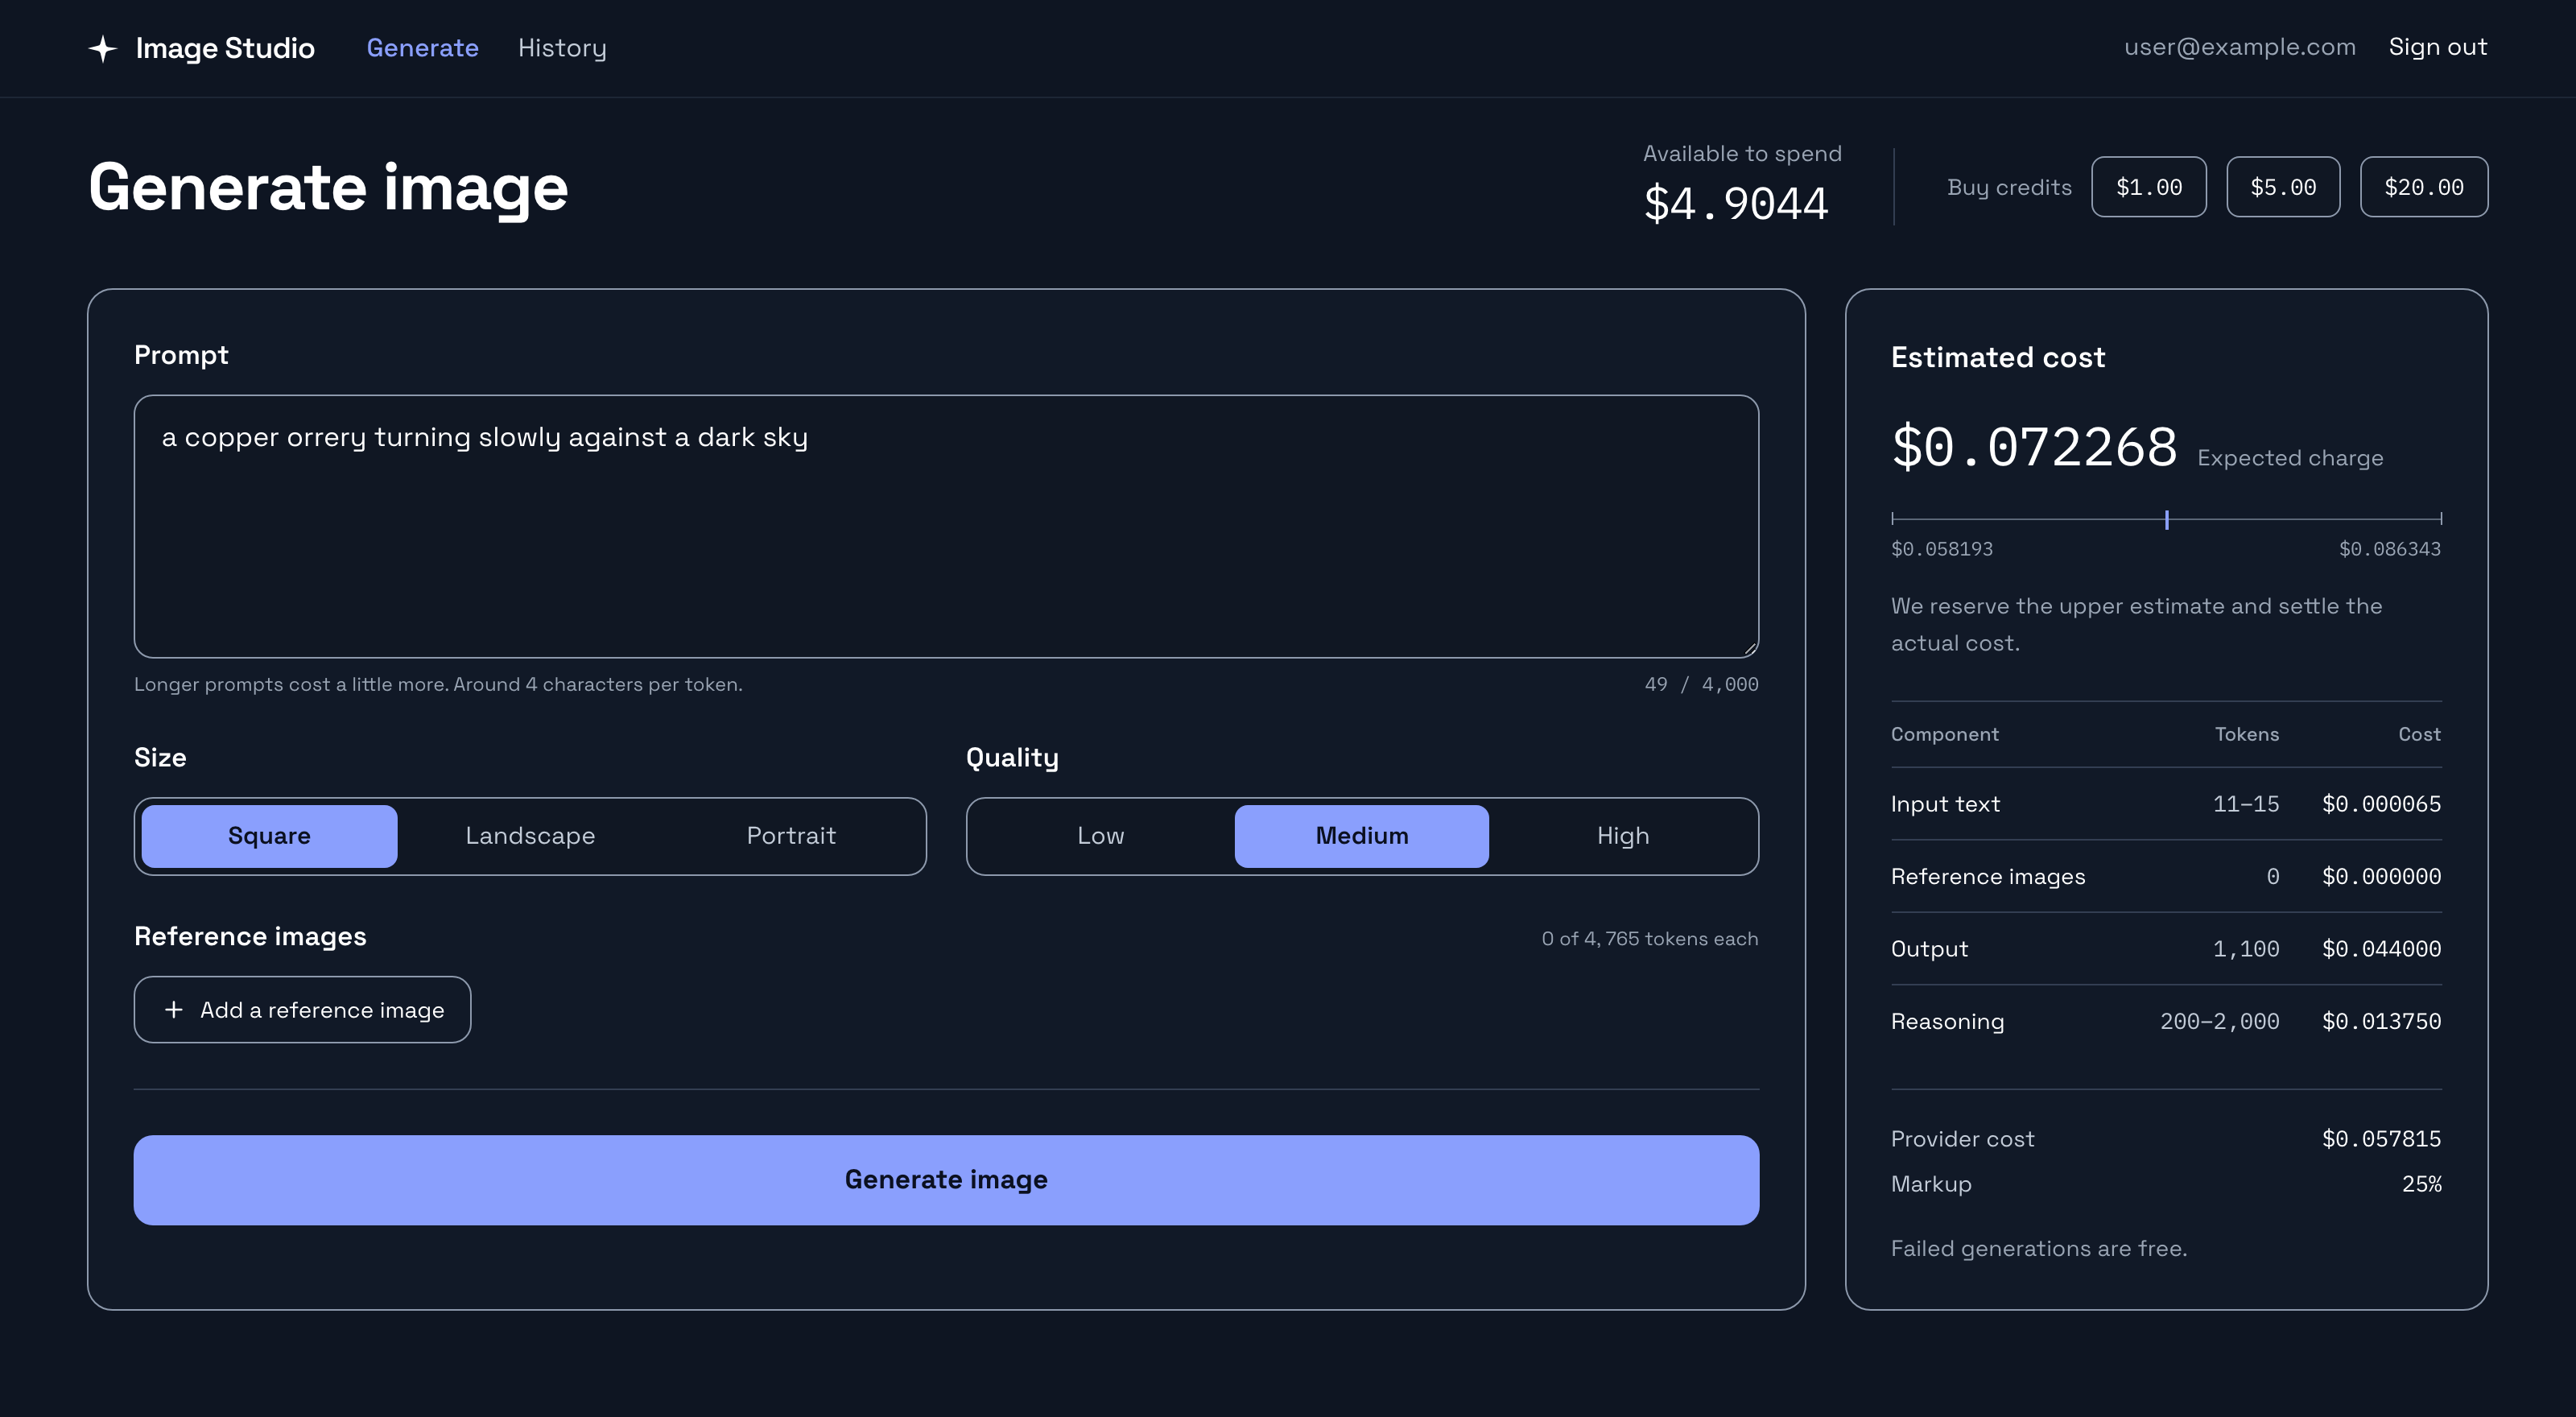 Image Studio
Generate
History
user@example.com
Sign out
Generate image
Available to spend
$4.9044
Buy credits
$1.00
$5.00
$20.00
Prompt
a copper orrery turning slowly against a dark sky
Longer prompts cost a little more. Around 4 characters per token.
49 / 4,000
Size
Square
Landscape
Portrait
Quality
Low
Medium
High
Reference images
0 of 4, 765 tokens each
+ Add a reference image
Generate image
Estimated cost
$0.072268 Expected charge
$0.058193
$0.086343
We reserve the upper estimate and settle the
actual cost.
Component Tokens Cost
Input text 11–15 $0.000065
Reference images 0 $0.000000
Output 1,100 $0.044000
Reasoning 200–2,000 $0.013750
Provider cost $0.057815
Markup 25%
Failed generations are free.